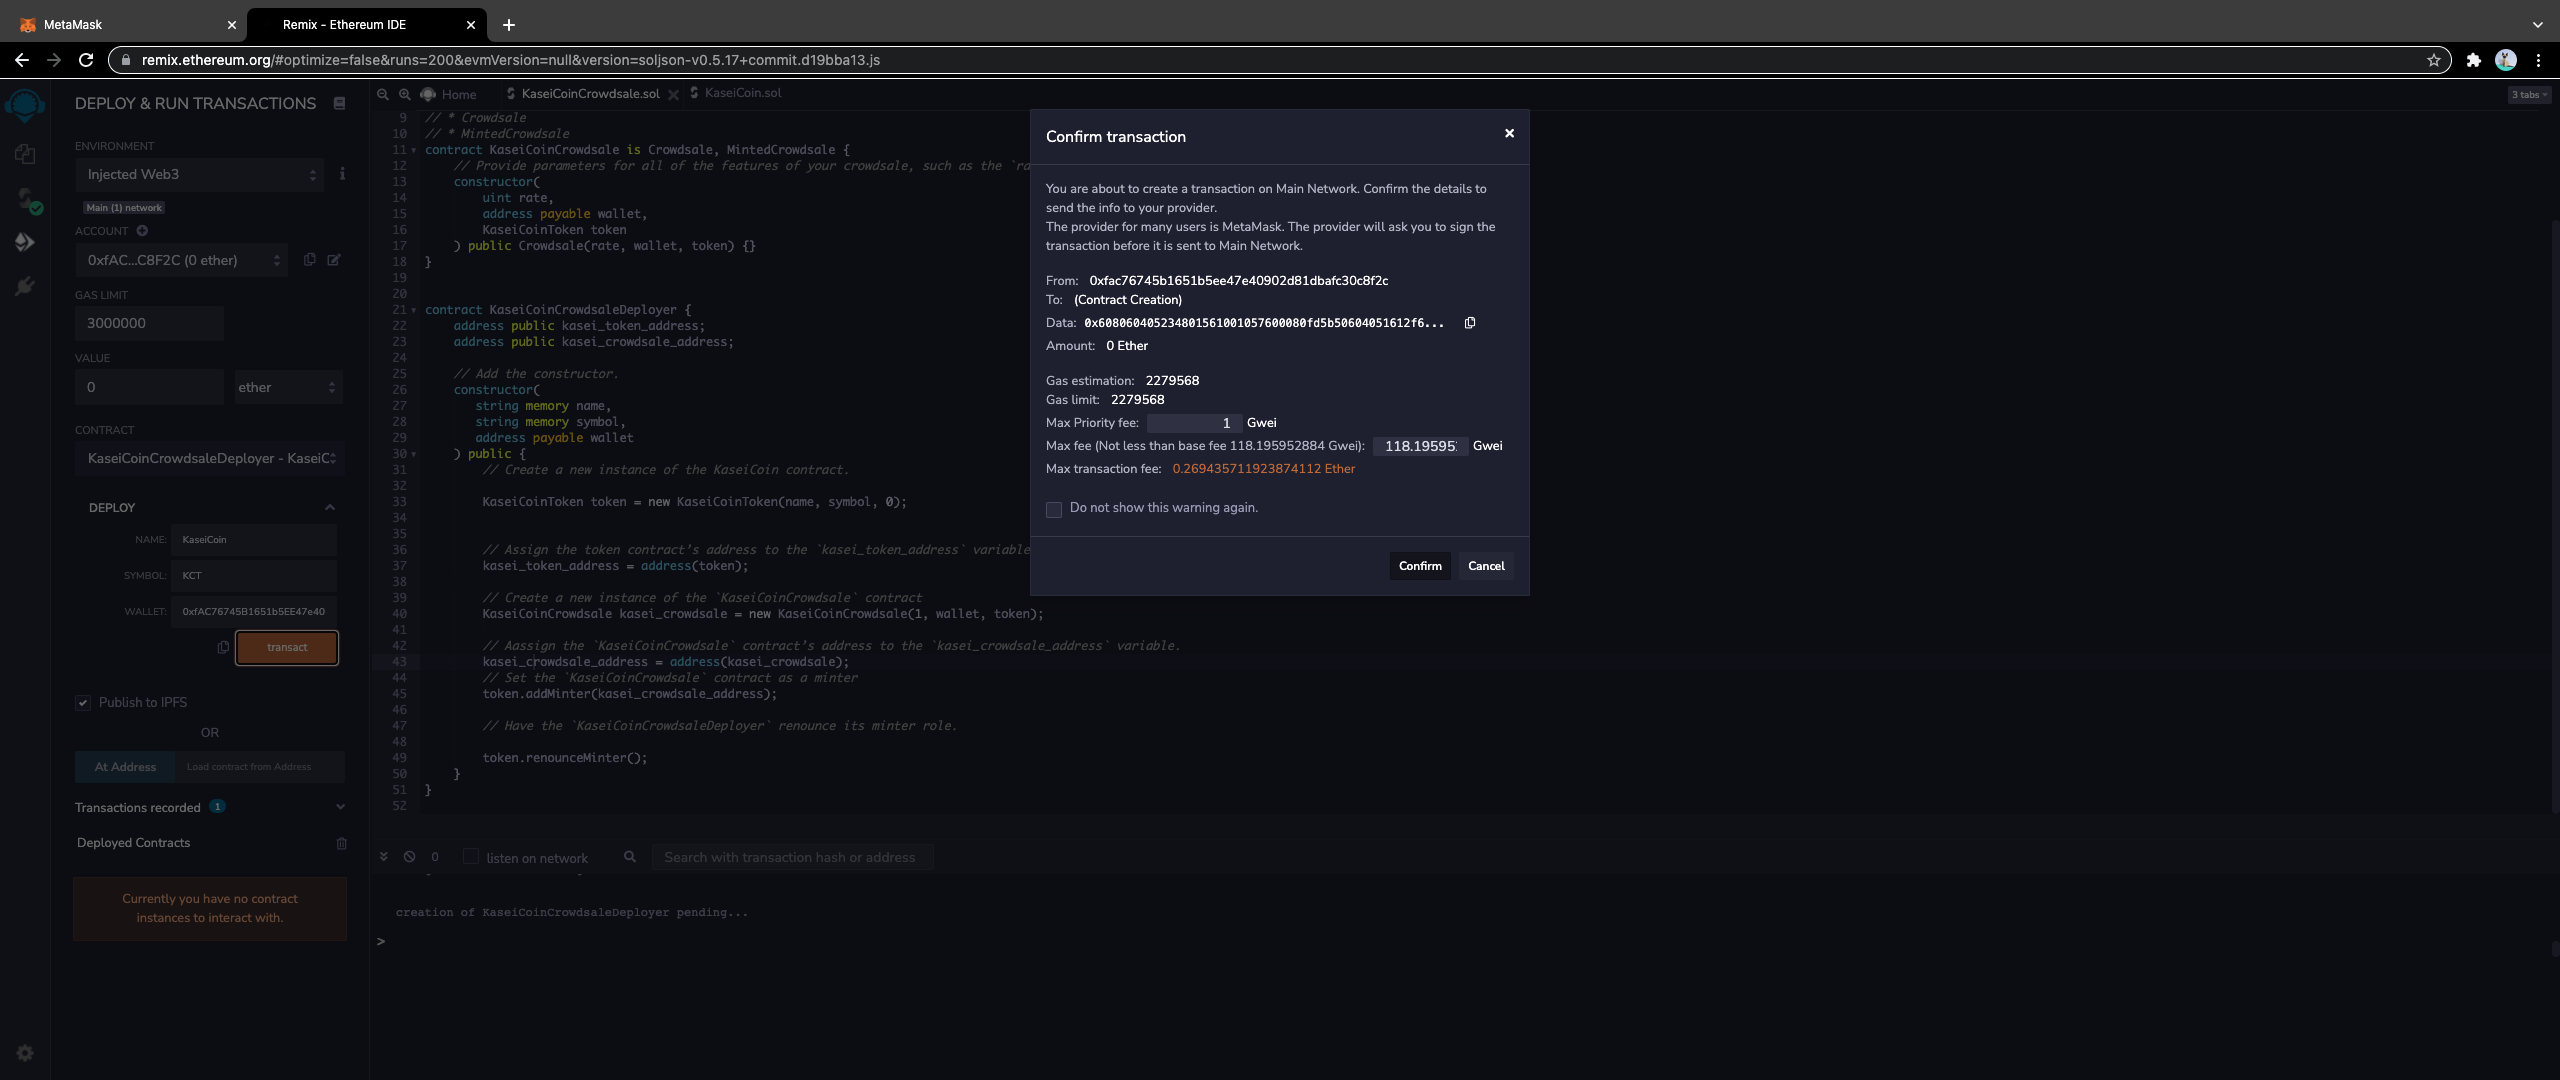 MetaMask
Remix - Ethereum IDE
remix.ethereum.org/#optimize=false&runs=200&evmVersion=null&version=soljson-v0.5.17+commit.d19bba13.js
DEPLOY & RUN TRANSACTIONS
ENVIRONMENT
Injected Web3
Main (1) network
ACCOUNT
0xfAC...C8F2C (0 ether)
GAS LIMIT
3000000
VALUE
0
ether
CONTRACT
KaseiCoinCrowdsaleDeployer - KaseiC
DEPLOY
NAME: KaseiCoin
SYMBOL: KCT
WALLET: 0xfAC76745B1651b5EE47e40
transact
Publish to IPFS
OR
At Address
Load contract from Address
Transactions recorded 1
Deployed Contracts
Currently you have no contract
instances to interact with.
Home
KaseiCoinCrowdsale.sol
KaseiCoin.sol
3 tabs
9 // * Crowdsale
10 // * MintedCrowdsale
11 contract KaseiCoinCrowdsale is Crowdsale, MintedCrowdsale {
12 // Provide parameters for all of the features of your crowdsale, such as the `ra
13 constructor(
14 uint rate,
15 address payable wallet,
16 KaseiCoinToken token
17 ) public Crowdsale(rate, wallet, token) {}
18 }
19
20
21 contract KaseiCoinCrowdsaleDeployer {
22 address public kasei_token_address;
23 address public kasei_crowdsale_address;
24
25 // Add the constructor.
26 constructor(
27 string memory name,
28 string memory symbol,
29 address payable wallet
30 ) public {
31 // Create a new instance of the KaseiCoin contract.
32
33 KaseiCoinToken token = new KaseiCoinToken(name, symbol, 0);
34
35
36 // Assign the token contract's address to the `kasei_token_address` variable
37 kasei_token_address = address(token);
38
39 // Create a new instance of the `KaseiCoinCrowdsale` contract
40 KaseiCoinCrowdsale kasei_crowdsale = new KaseiCoinCrowdsale(1, wallet, token);
41
42 // Aassign the `KaseiCoinCrowdsale` contract's address to the `kasei_crowdsale_address` variable.
43 kasei_crowdsale_address = address(kasei_crowdsale);
44 // Set the `KaseiCoinCrowdsale` contract as a minter
45 token.addMinter(kasei_crowdsale_address);
46
47 // Have the `KaseiCoinCrowdsaleDeployer` renounce its minter role.
48
49 token.renounceMinter();
50 }
51 }
52
0
listen on network
Search with transaction hash or address
creation of KaseiCoinCrowdsaleDeployer pending...
>
Confirm transaction
You are about to create a transaction on Main Network. Confirm the details to
send the info to your provider.
The provider for many users is MetaMask. The provider will ask you to sign the
transaction before it is sent to Main Network.
From: 0xfac76745b1651b5ee47e40902d81dbafc30c8f2c
To: (Contract Creation)
Data: 0x608060405234801561001057600080fd5b50604051612f6...
Amount: 0 Ether
Gas estimation: 2279568
Gas limit: 2279568
Max Priority fee: 1 Gwei
Max fee (Not less than base fee 118.195952884 Gwei): 118.19595 Gwei
Max transaction fee: 0.269435711923874112 Ether
Do not show this warning again.
Confirm
Cancel